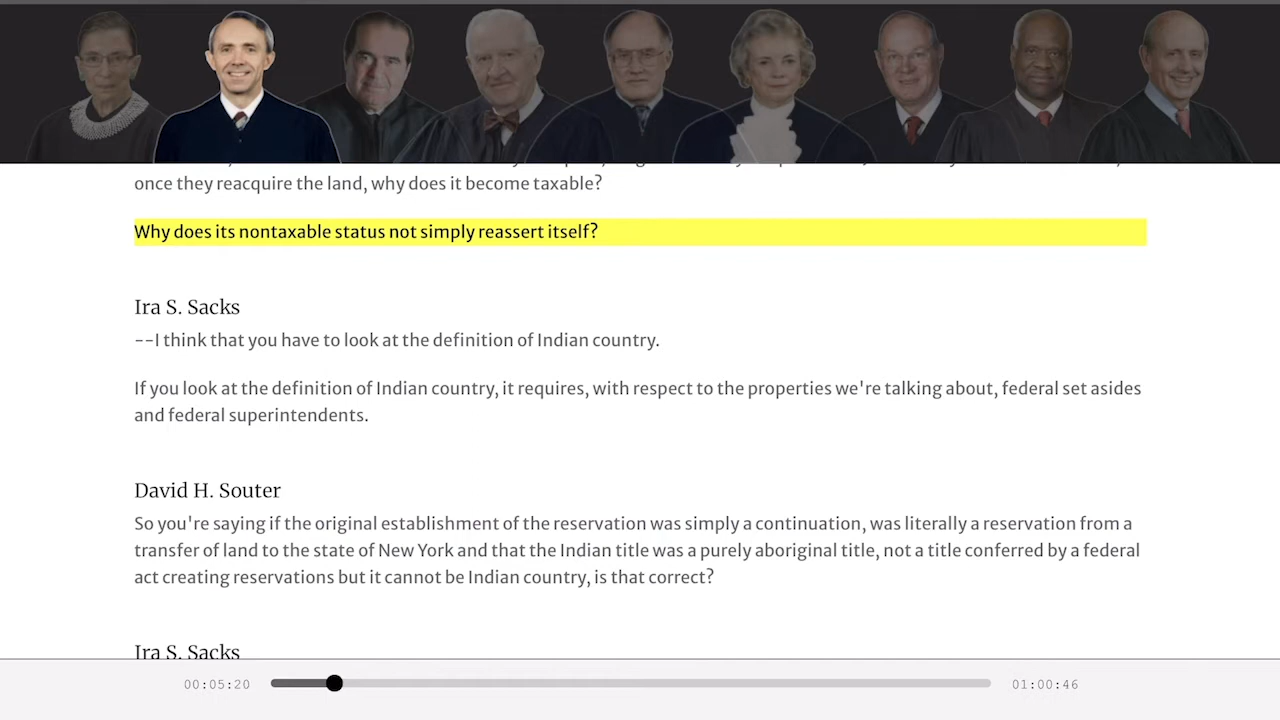 once they reacquire the land, why does it become taxable?
Why does its nontaxable status not simply reassert itself?
Ira S. Sacks
--I think that you have to look at the definition of Indian country.
If you look at the definition of Indian country, it requires, with respect to the properties we're talking about, federal set asides
and federal superintendents.
David H. Souter
So you're saying if the original establishment of the reservation was simply a continuation, was literally a reservation from a
transfer of land to the state of New York and that the Indian title was a purely aboriginal title, not a title conferred by a federal
act creating reservations but it cannot be Indian country, is that correct?
Ira S. Sacks
00:05:20 01:00:46